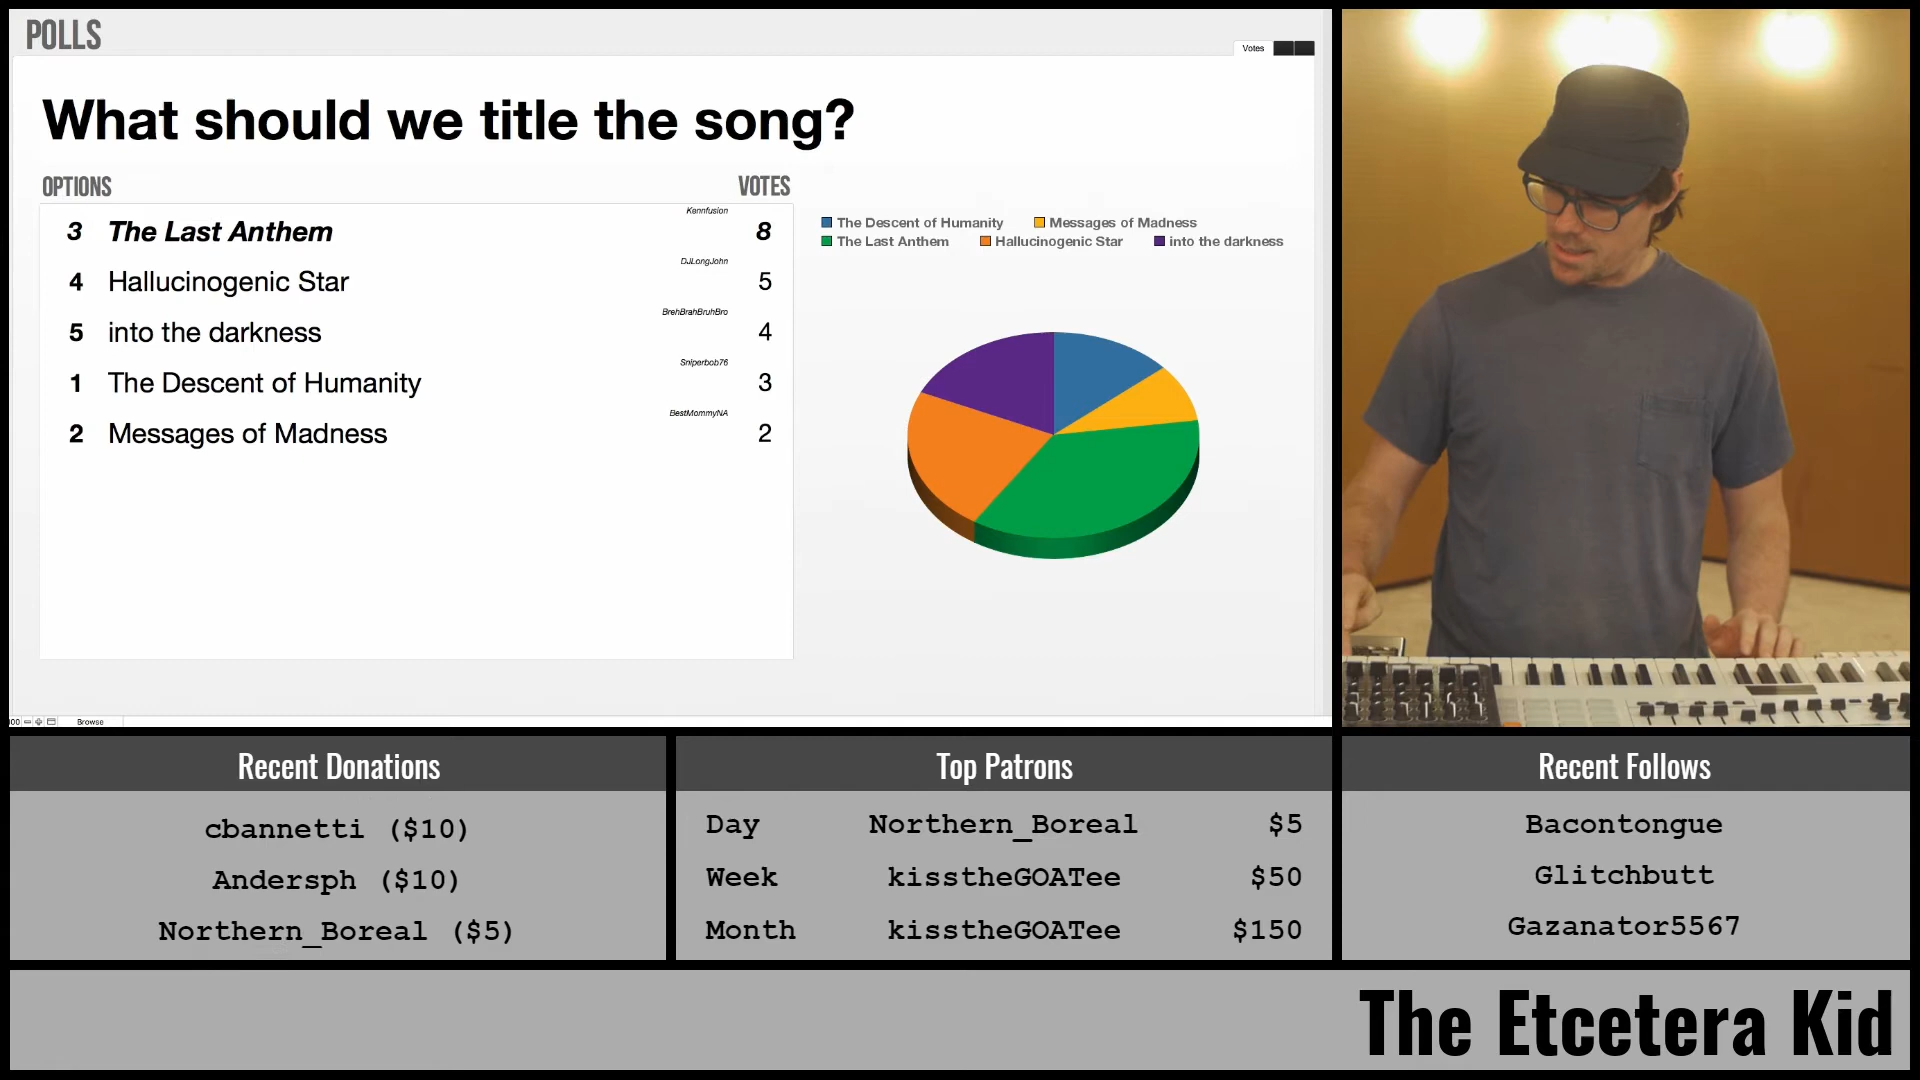 POLLS
Votes
What should we title the song?
OPTIONS VOTES
Kennfusion
3 The Last Anthem 8
DJLongJohn
4 Hallucinogenic Star 5
BrehBrahBruhBro
5 into the darkness 4
Sniperbob76
1 The Descent of Humanity 3
BestMommyNA
2 Messages of Madness 2
The Descent of Humanity Messages of Madness
The Last Anthem Hallucinogenic Star into the darkness
Browse
Recent Donations
cbannetti ($10)
Andersph ($10)
Northern_Boreal ($5)
Top Patrons
Day Northern_Boreal $5
Week kisstheGOATee $50
Month kisstheGOATee $150
Recent Follows
Bacontongue
Glitchbutt
Gazanator5567
The Etcetera Kid